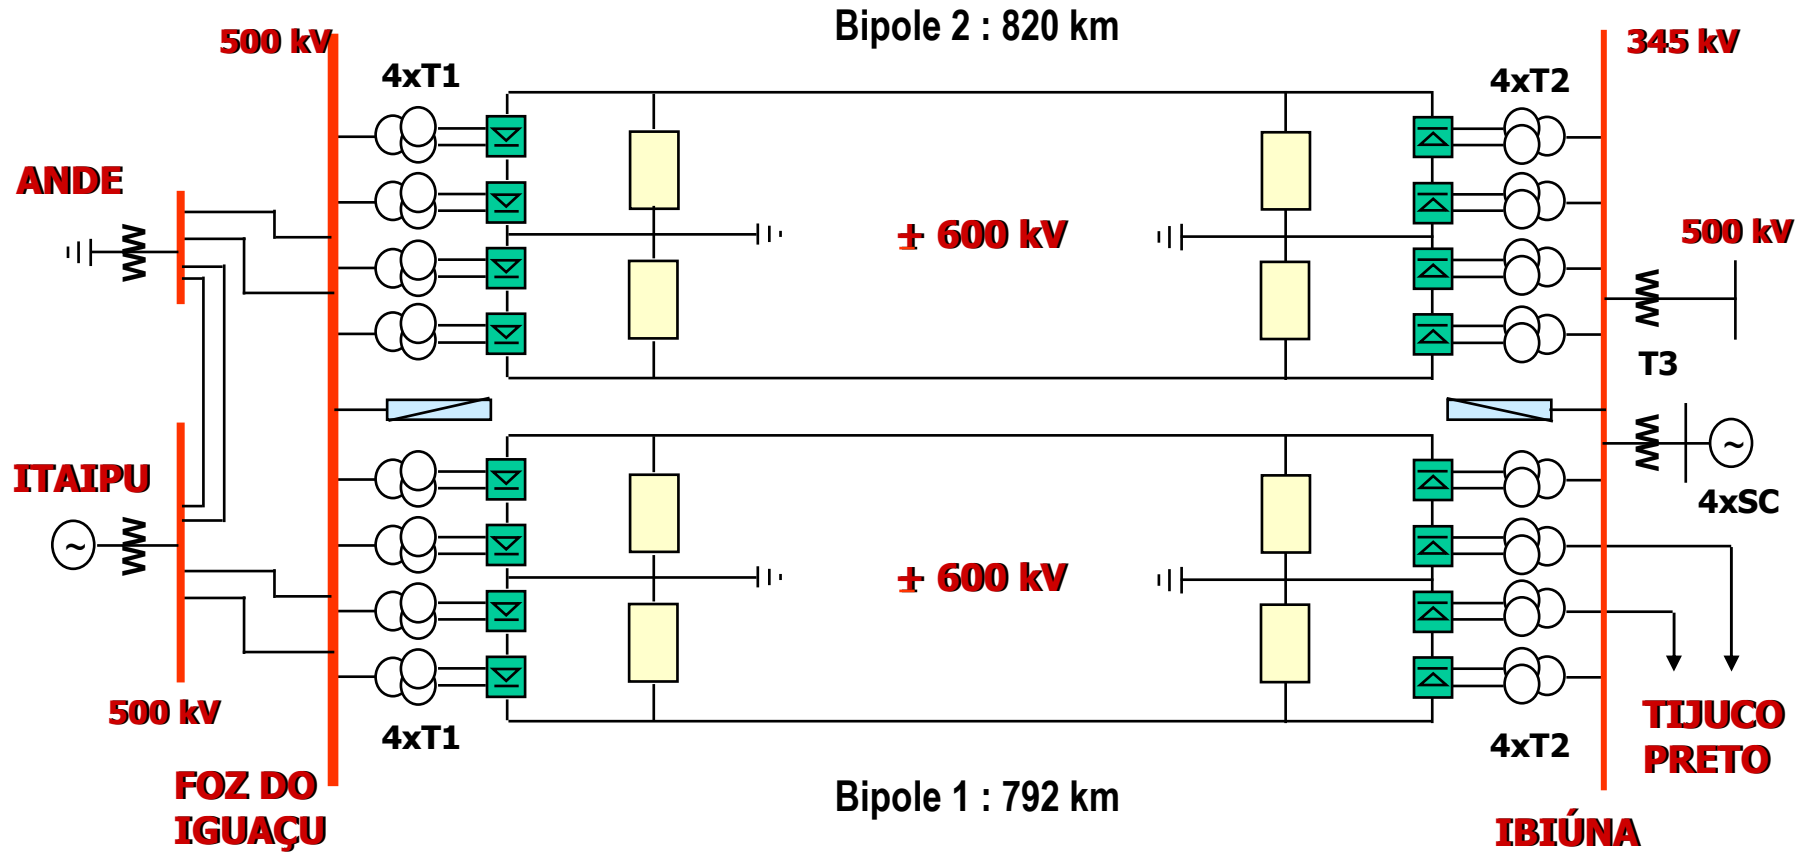 Bipole 2 : 820 km
500 kV
345 kV
4xT1
4xT2
ANDE
± 600 kV
500 kV
T3
ITAIPU
~
~
4xSC
± 600 kV
500 kV
4xT1
4xT2
TIJUCO
PRETO
FOZ DO
IGUAÇU
Bipole 1 : 792 km
IBIÚNA